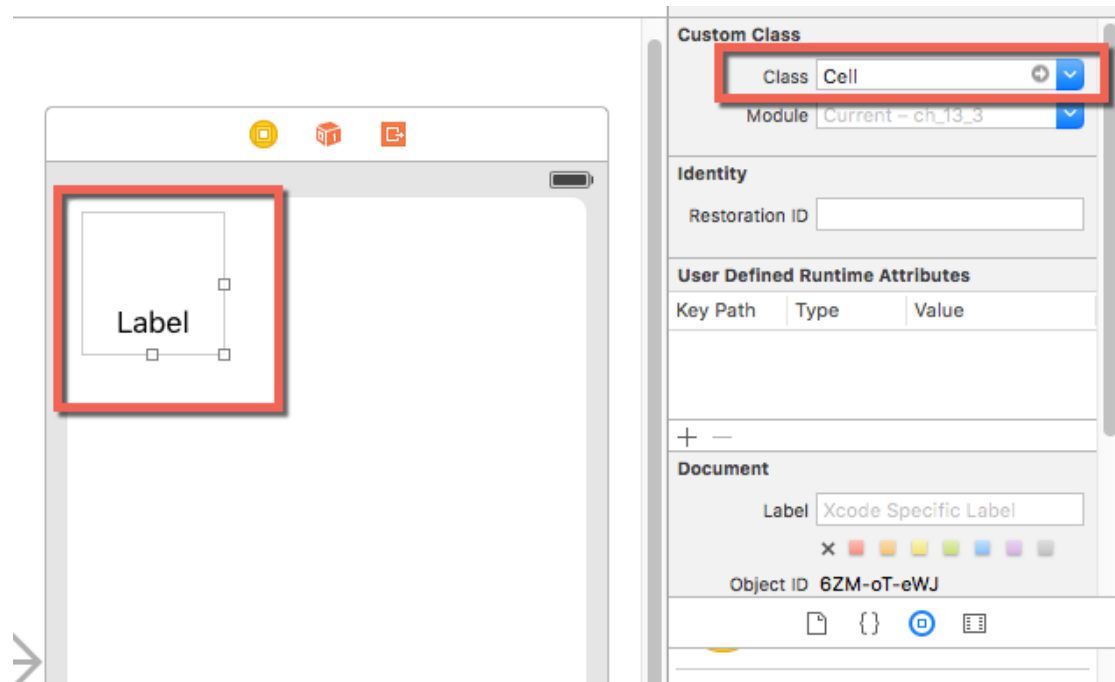 Custom Class
Class Cell
Module Current – ch_13_3
Identity
Restoration ID
User Defined Runtime Attributes
Key Path Type Value
Label
Document
Label Xcode Specific Label
Object ID 6ZM-oT-eWJ